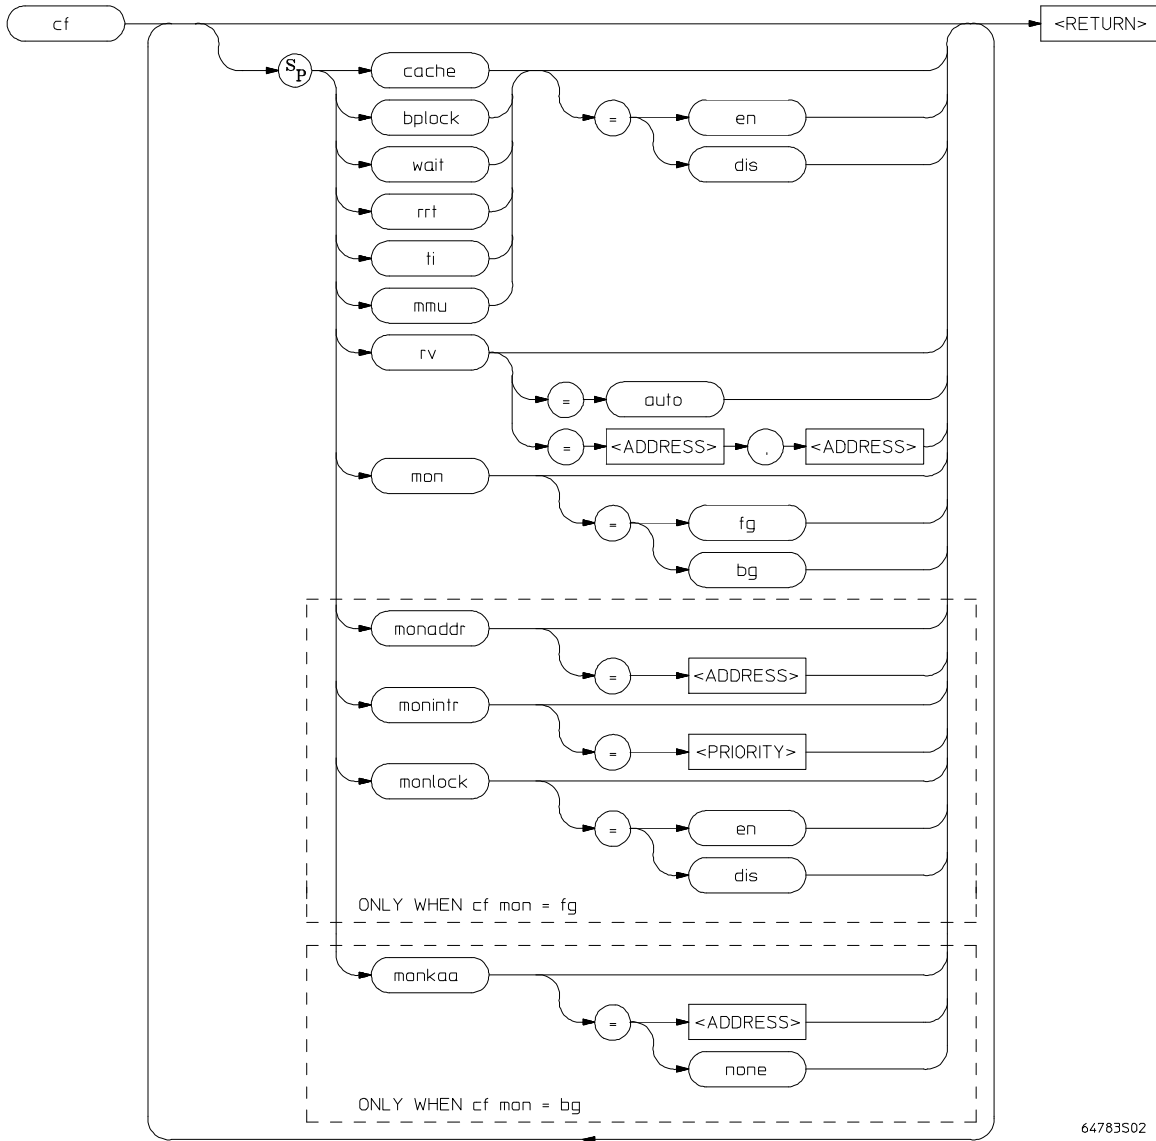 cf
<RETURN>
SP
cache
bplock
=
en
wait
dis
rrt
ti
mmu
rv
=
auto
=
<ADDRESS>
,
<ADDRESS>
mon
=
fg
bg
monaddr
=
<ADDRESS>
monintr
=
<PRIORITY>
monlock
=
en
dis
ONLY WHEN cf mon = fg
monkaa
=
<ADDRESS>
none
ONLY WHEN cf mon = bg
64783S02